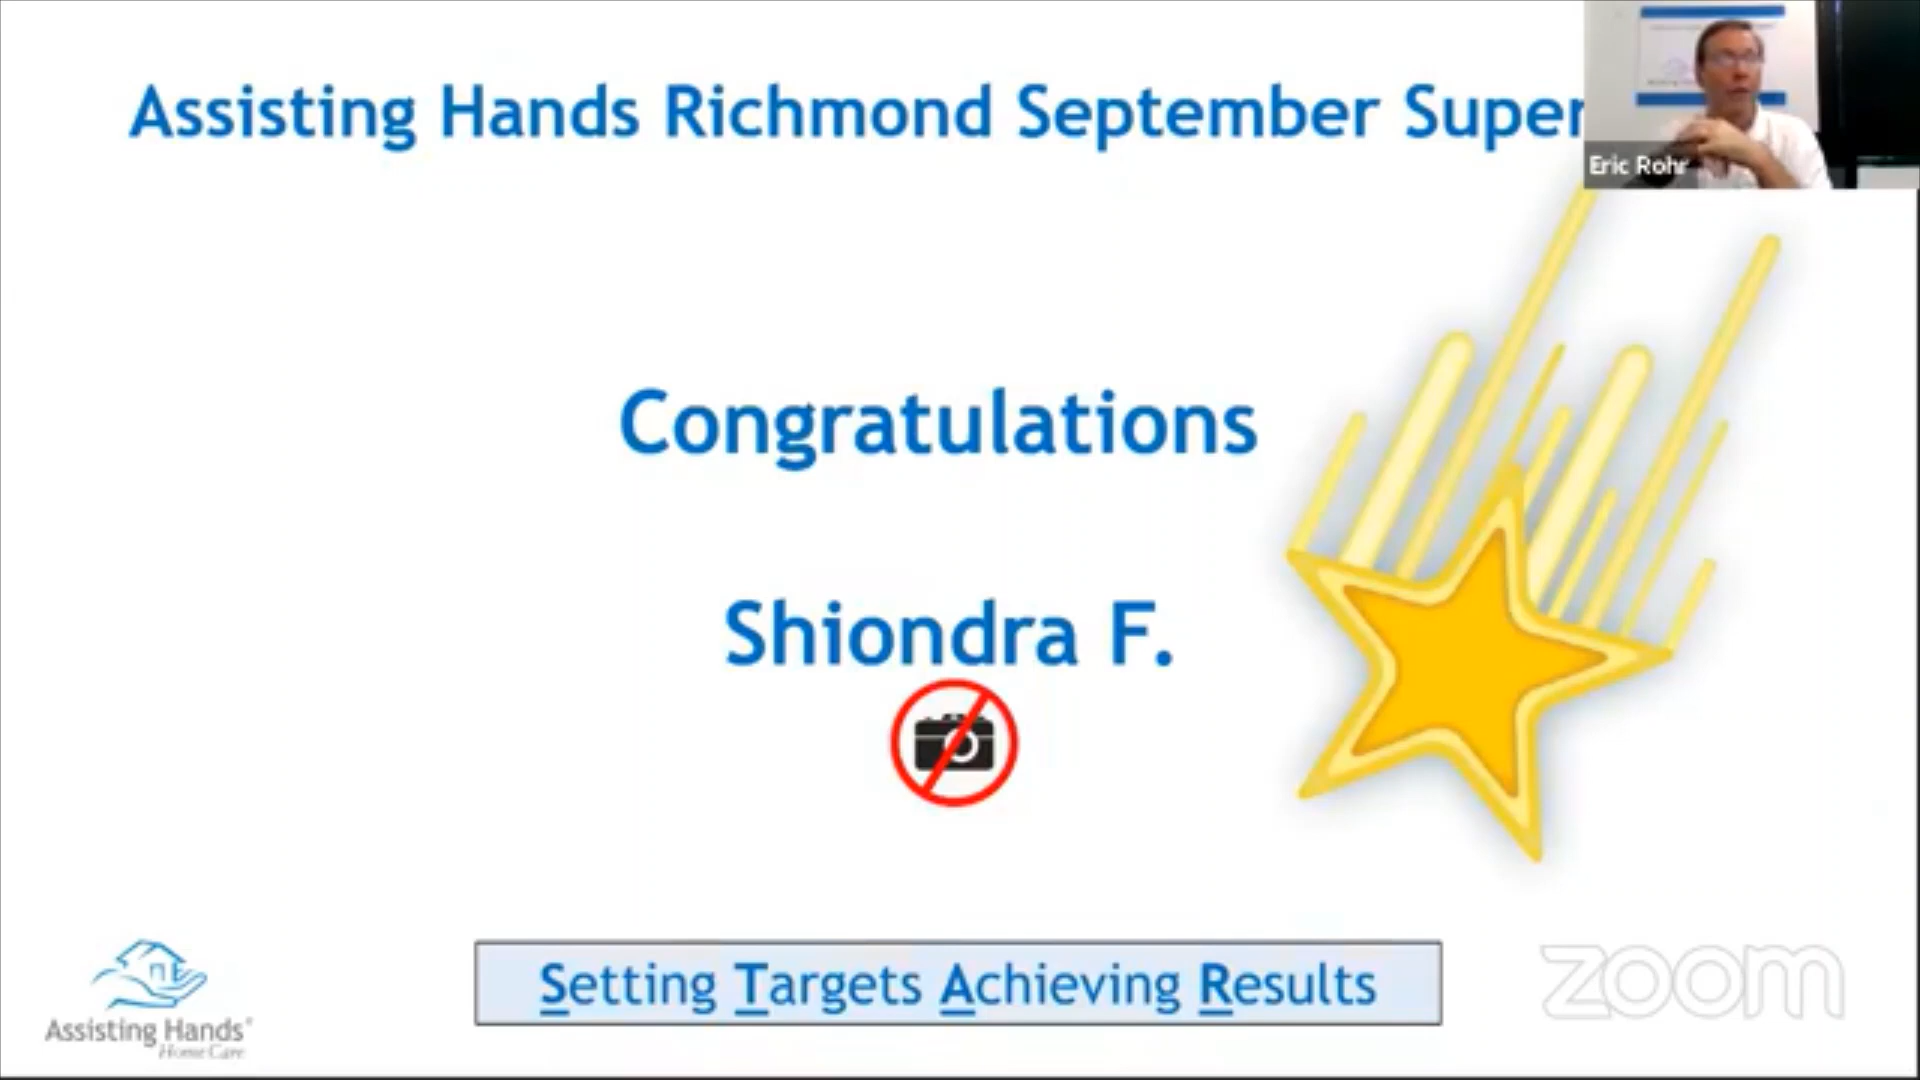 Assisting Hands Richmond September Super
Eric Rohr
Congratulations
Shiondra F.
Setting Targets Achieving Results
Assisting Hands®
Home Care
zoom